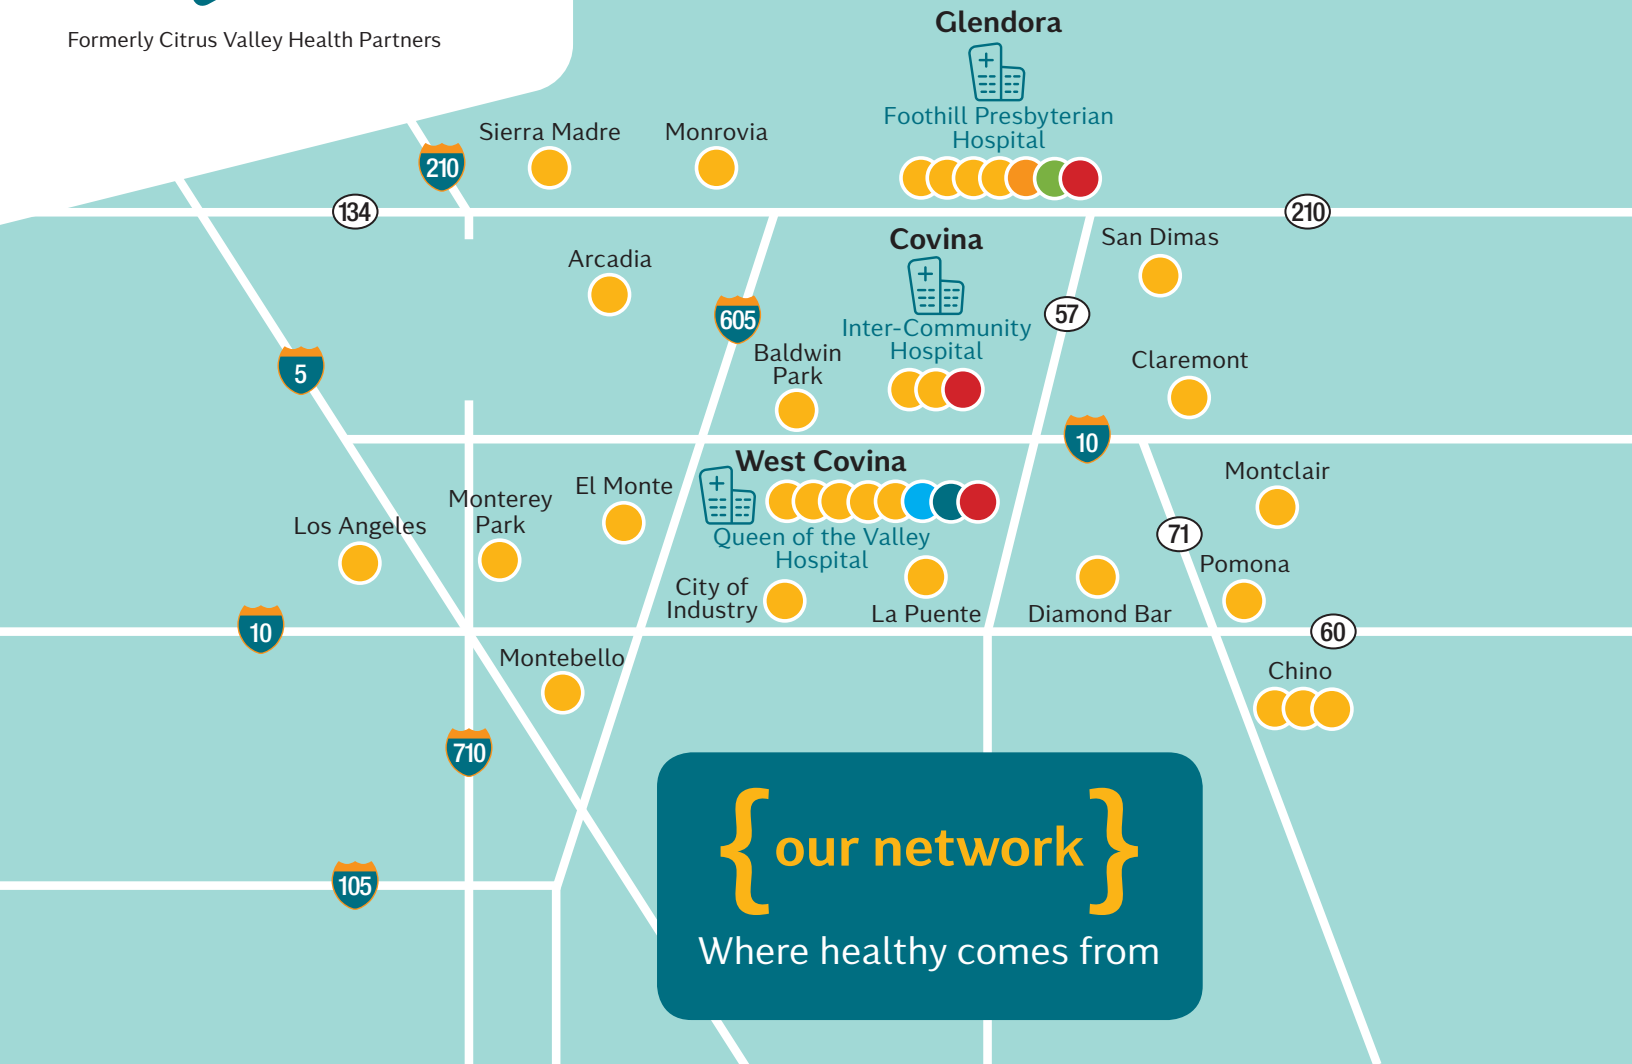 Formerly Citrus Valley Health Partners
Glendora
Foothill Presbyterian
Hospital
Sierra Madre
Monrovia
210
134
210
Covina
San Dimas
Arcadia
605
57
Inter-Community
Hospital
Baldwin
Park
Claremont
5
10
West Covina
Montclair
El Monte
Monterey
Park
Los Angeles
71
Queen of the Valley
Hospital
Pomona
City of
Industry
La Puente
Diamond Bar
10
60
Montebello
Chino
710
{our network}
105
Where healthy comes from